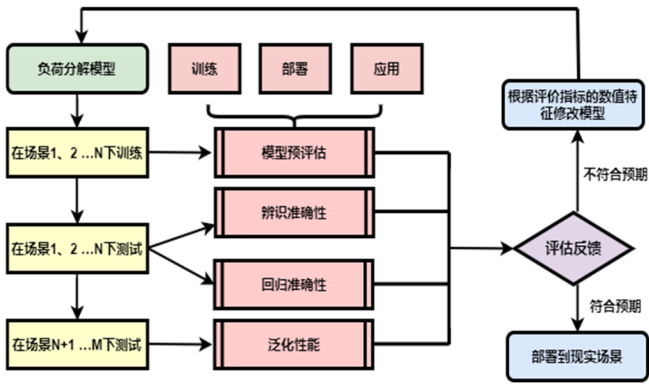 负荷分解模型
训练
部署
应用
根据评价指标的数值特
征修改模型
在场景1、2 ...N下训练
模型预评估
不符合预期
辨识准确性
在场景1、2 ...N下测试
评估反馈
回归准确性
符合预期
在场景N+1 ...M下测试
泛化性能
部署到现实场景